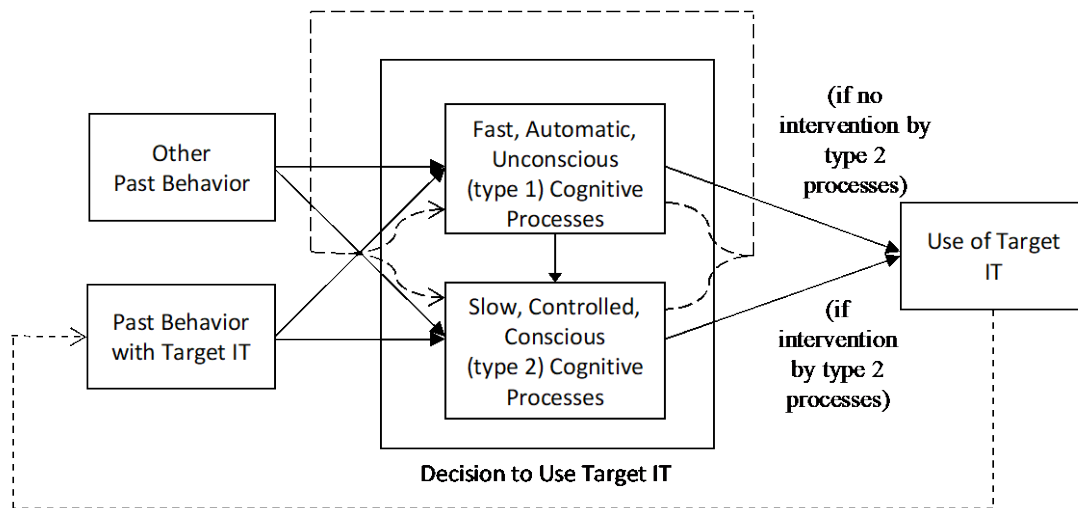 Other
Past Behavior
Past Behavior
with Target IT
Fast, Automatic,
Unconscious
(type 1) Cognitive
Processes
Slow, Controlled,
Conscious
(type 2) Cognitive
Processes
Decision to Use Target IT
(if no
intervention by
type 2
processes)
(if
intervention
by type 2
processes)
Use of Target
IT